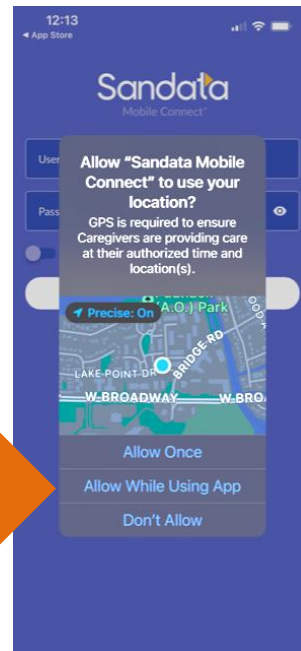 12:13
◀ App Store
Sandata
Mobile Connect
User
Allow "Sandata Mobile
Connect" to use your
location?
GPS is required to ensure
Caregivers are providing care
at their authorized time and
location(s).
Pass
Precise: On
(A.O.) Park
LAKE-POINT-DR
BRIDGE-RD
W-BROADWAY
W-BRO
Allow Once
Allow While Using App
Don't Allow